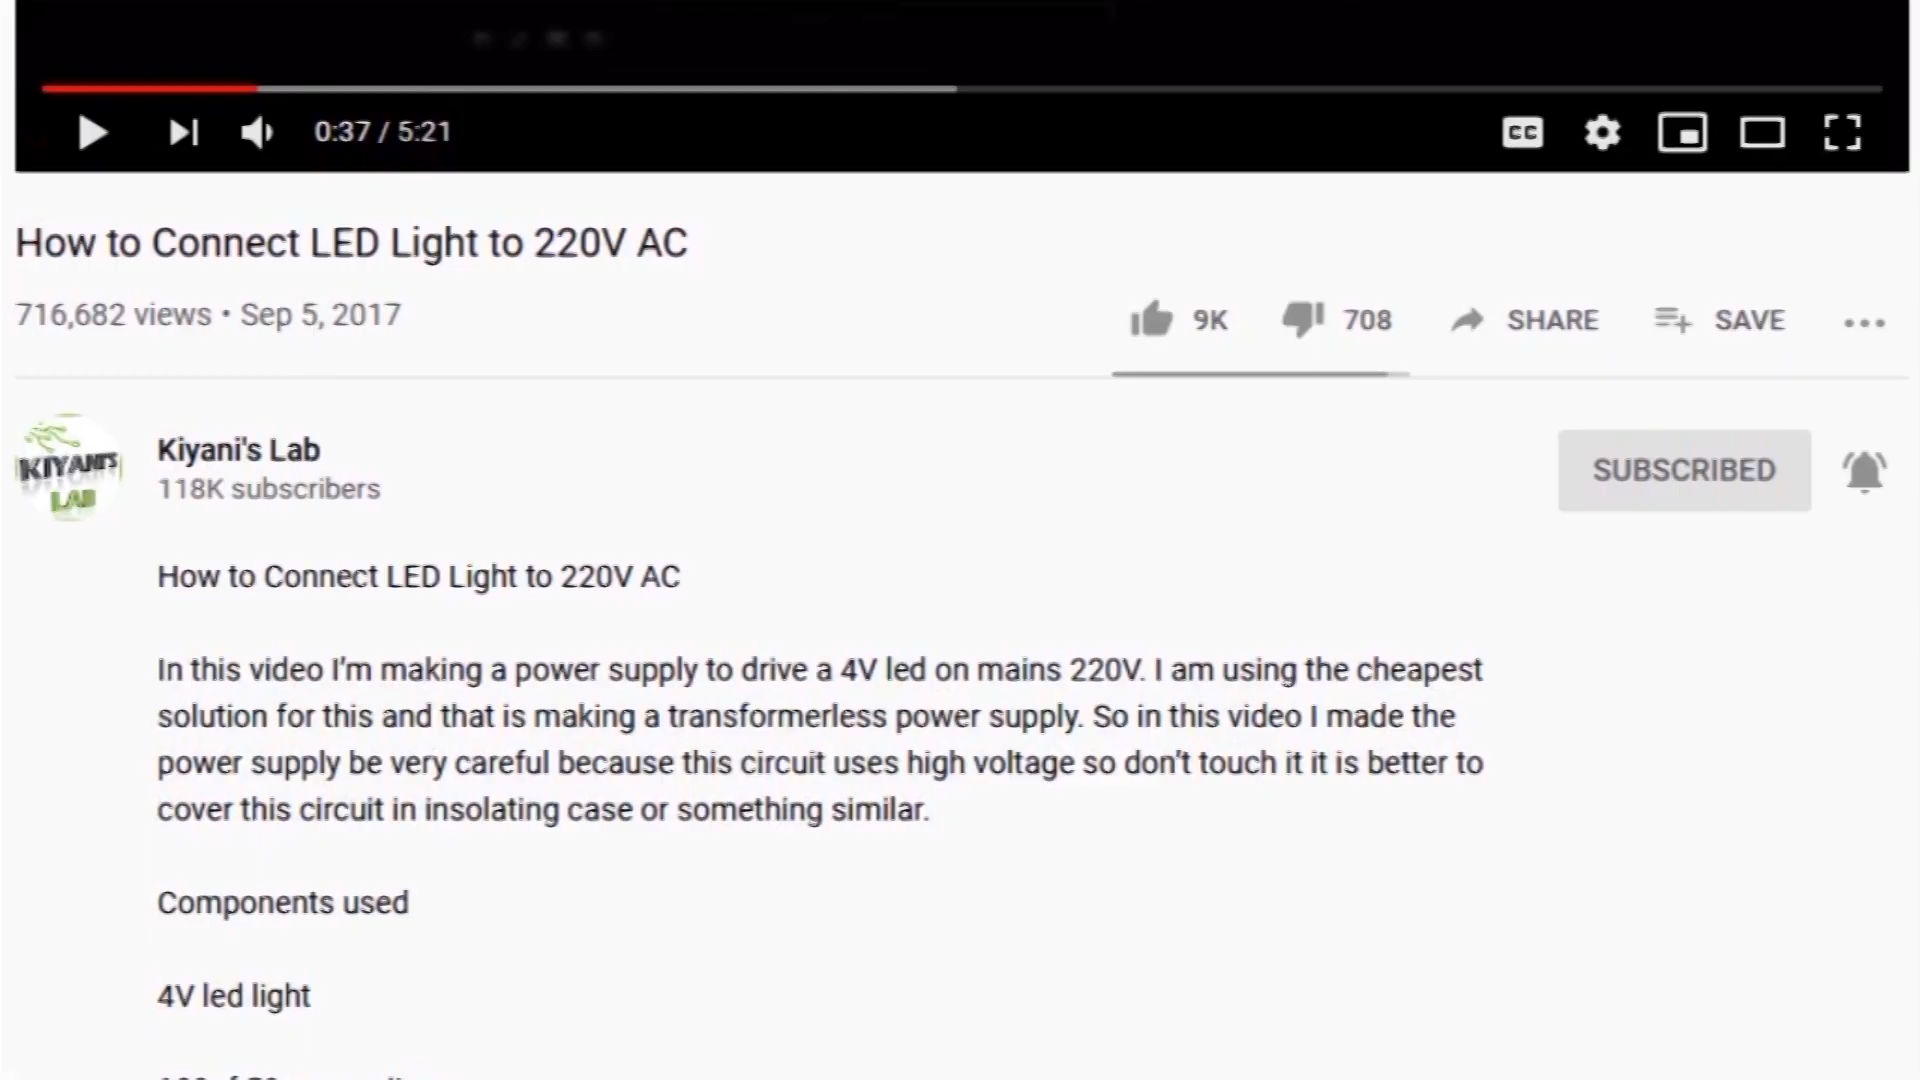 0:37 / 5:21
CC
How to Connect LED Light to 220V AC
716,682 views • Sep 5, 2017
9K 708 SHARE SAVE
KIYANI'S
LAB
Kiyani's Lab
118K subscribers
SUBSCRIBED
How to Connect LED Light to 220V AC
In this video I'm making a power supply to drive a 4V led on mains 220V. I am using the cheapest
solution for this and that is making a transformerless power supply. So in this video I made the
power supply be very careful because this circuit uses high voltage so don't touch it it is better to
cover this circuit in insolating case or something similar.
Components used
4V led light